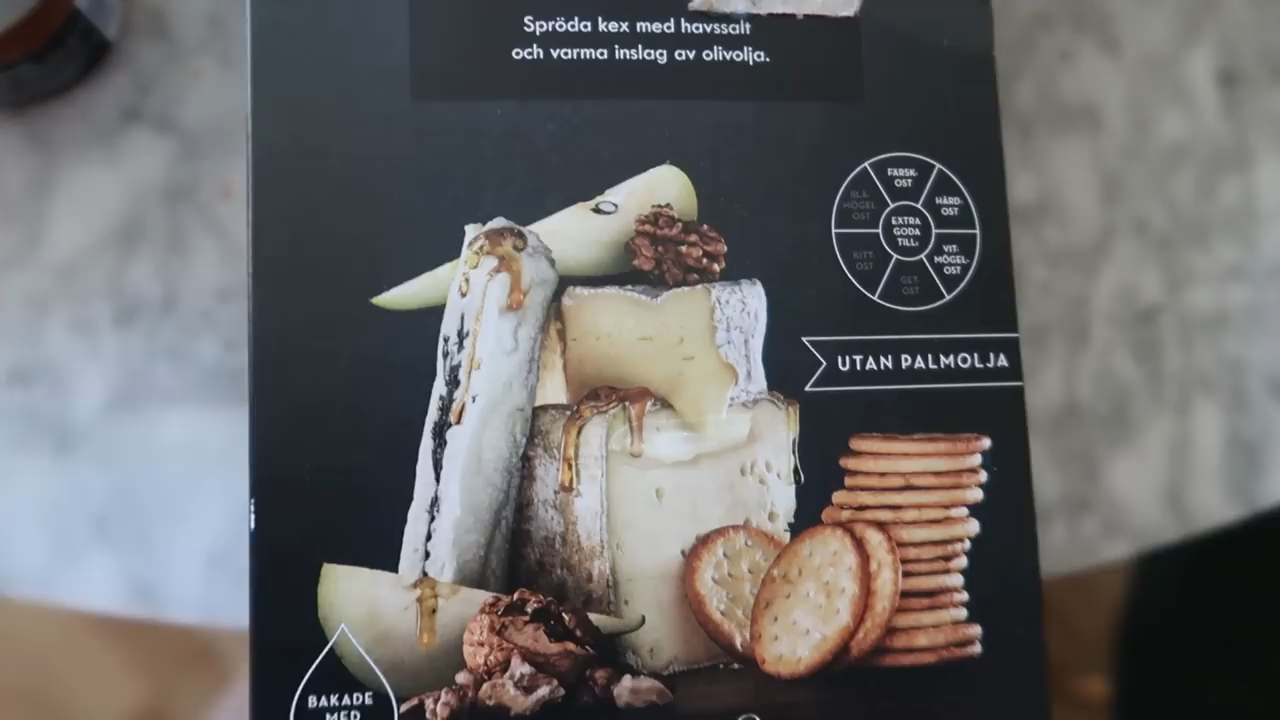 Spröda kex med havssalt
och varma inslag av olivolja.
FÄRSK-
OST
HÅRD-
OST
VIT-
MÖGEL-
OST
GET-
OST
KITT-
OST
BLÅ-
MÖGEL
OST
EXTRA
GODA
TILL:
UTAN PALMOLJA
BAKADE
MED